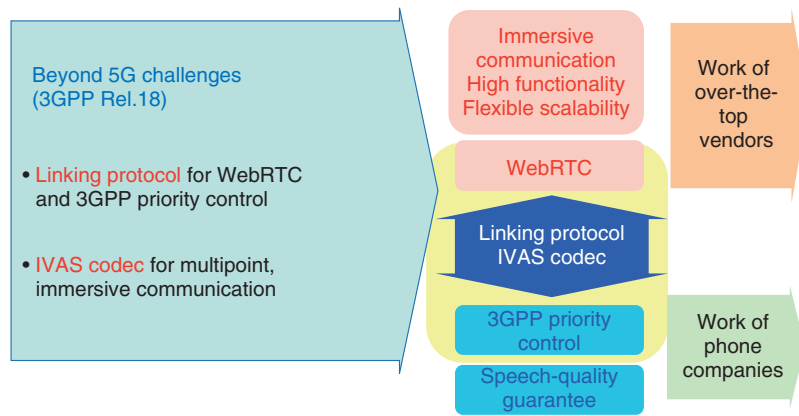 Beyond 5G challenges
(3GPP Rel.18)
• Linking protocol for WebRTC
and 3GPP priority control
• IVAS codec for multipoint,
immersive communication
Immersive
communication
High functionality
Flexible scalability
WebRTC
Linking protocol
IVAS codec
3GPP priority
control
Speech-quality
guarantee
Work of
over-the-
top
vendors
Work of
phone
companies